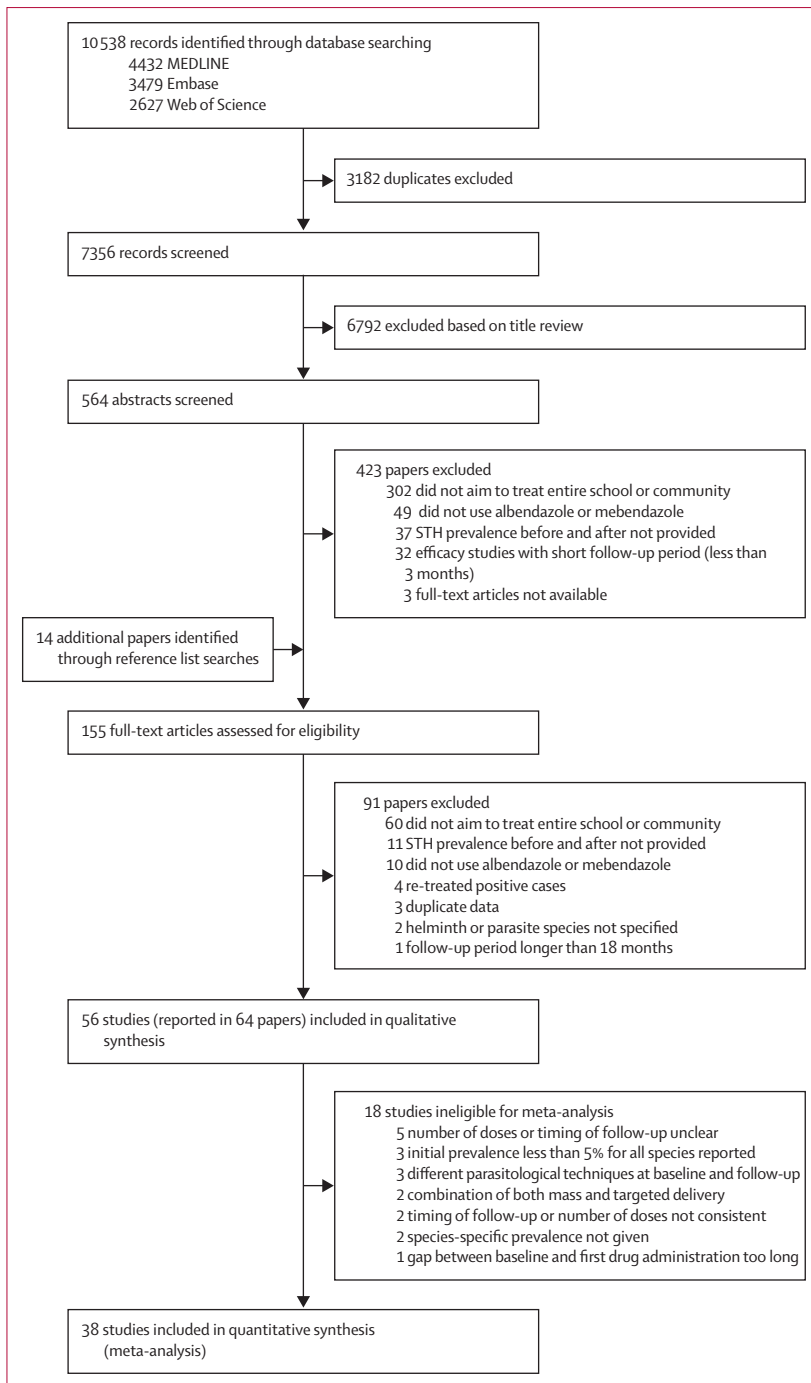 10 538 records identified through database searching
4432 MEDLINE
3479 Embase
2627 Web of Science
3182 duplicates excluded
7356 records screened
6792 excluded based on title review
564 abstracts screened
423 papers excluded
302 did not aim to treat entire school or community
49 did not use albendazole or mebendazole
37 STH prevalence before and after not provided
32 efficacy studies with short follow-up period (less than
3 months)
3 full-text articles not available
14 additional papers identified
through reference list searches
155 full-text articles assessed for eligibility
91 papers excluded
60 did not aim to treat entire school or community
11 STH prevalence before and after not provided
10 did not use albendazole or mebendazole
4 re-treated positive cases
3 duplicate data
2 helminth or parasite species not specified
1 follow-up period longer than 18 months
56 studies (reported in 64 papers) included in qualitative
synthesis
18 studies ineligible for meta-analysis
5 number of doses or timing of follow-up unclear
3 initial prevalence less than 5% for all species reported
3 different parasitological techniques at baseline and follow-up
2 combination of both mass and targeted delivery
2 timing of follow-up or number of doses not consistent
2 species-specific prevalence not given
1 gap between baseline and first drug administration too long
38 studies included in quantitative synthesis
(meta-analysis)